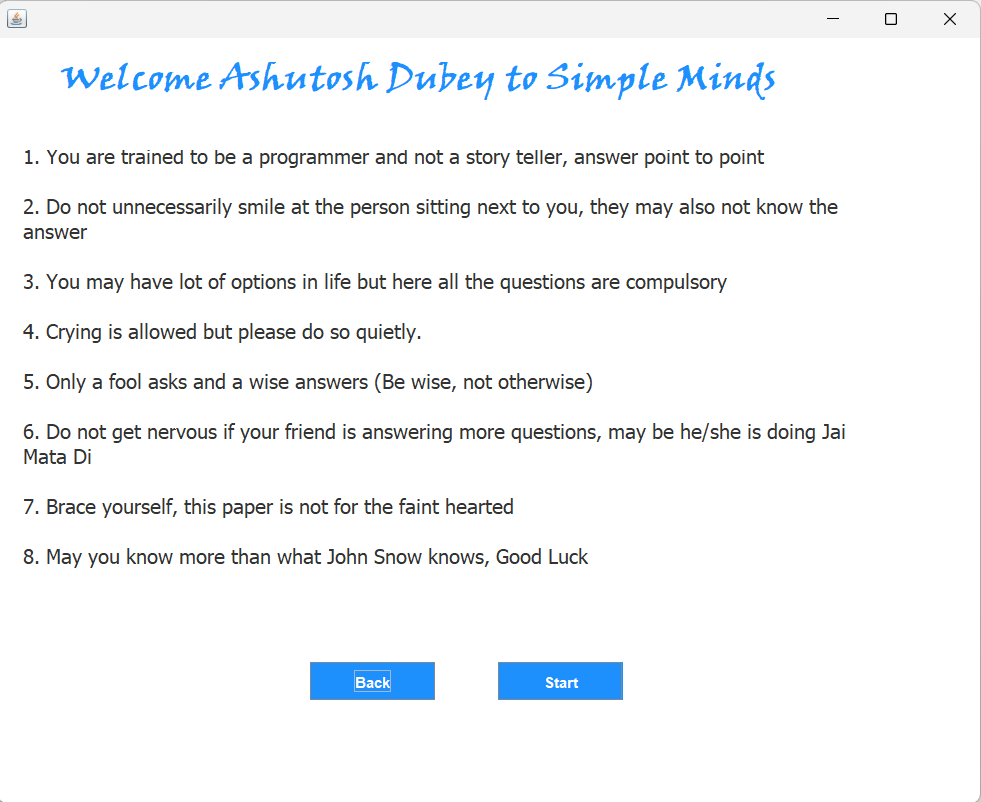 Welcome Ashutosh Dubey to Simple Minds
1. You are trained to be a programmer and not a story teller, answer point to point
2. Do not unnecessarily smile at the person sitting next to you, they may also not know the
answer
3. You may have lot of options in life but here all the questions are compulsory
4. Crying is allowed but please do so quietly.
5. Only a fool asks and a wise answers (Be wise, not otherwise)
6. Do not get nervous if your friend is answering more questions, may be he/she is doing Jai
Mata Di
7. Brace yourself, this paper is not for the faint hearted
8. May you know more than what John Snow knows, Good Luck
Back
Start